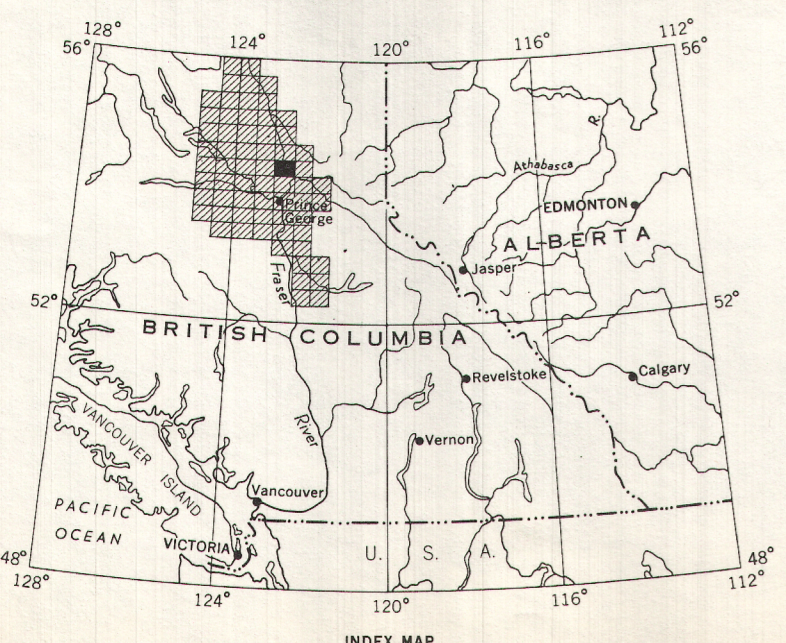 128°
124°
120°
116°
112°
56°
56°
R.
Athabasca
Prince
George
EDMONTON
ALBERTA
Jasper
Fraser
52°
52°
BRITISH COLUMBIA
Revelstoke
Calgary
River
VANCOUVER
ISLAND
Vernon
Vancouver
PACIFIC
OCEAN
VICTORIA
U. S. A.
48°
48°
128°
124°
120°
116°
112°
INDEX MAP